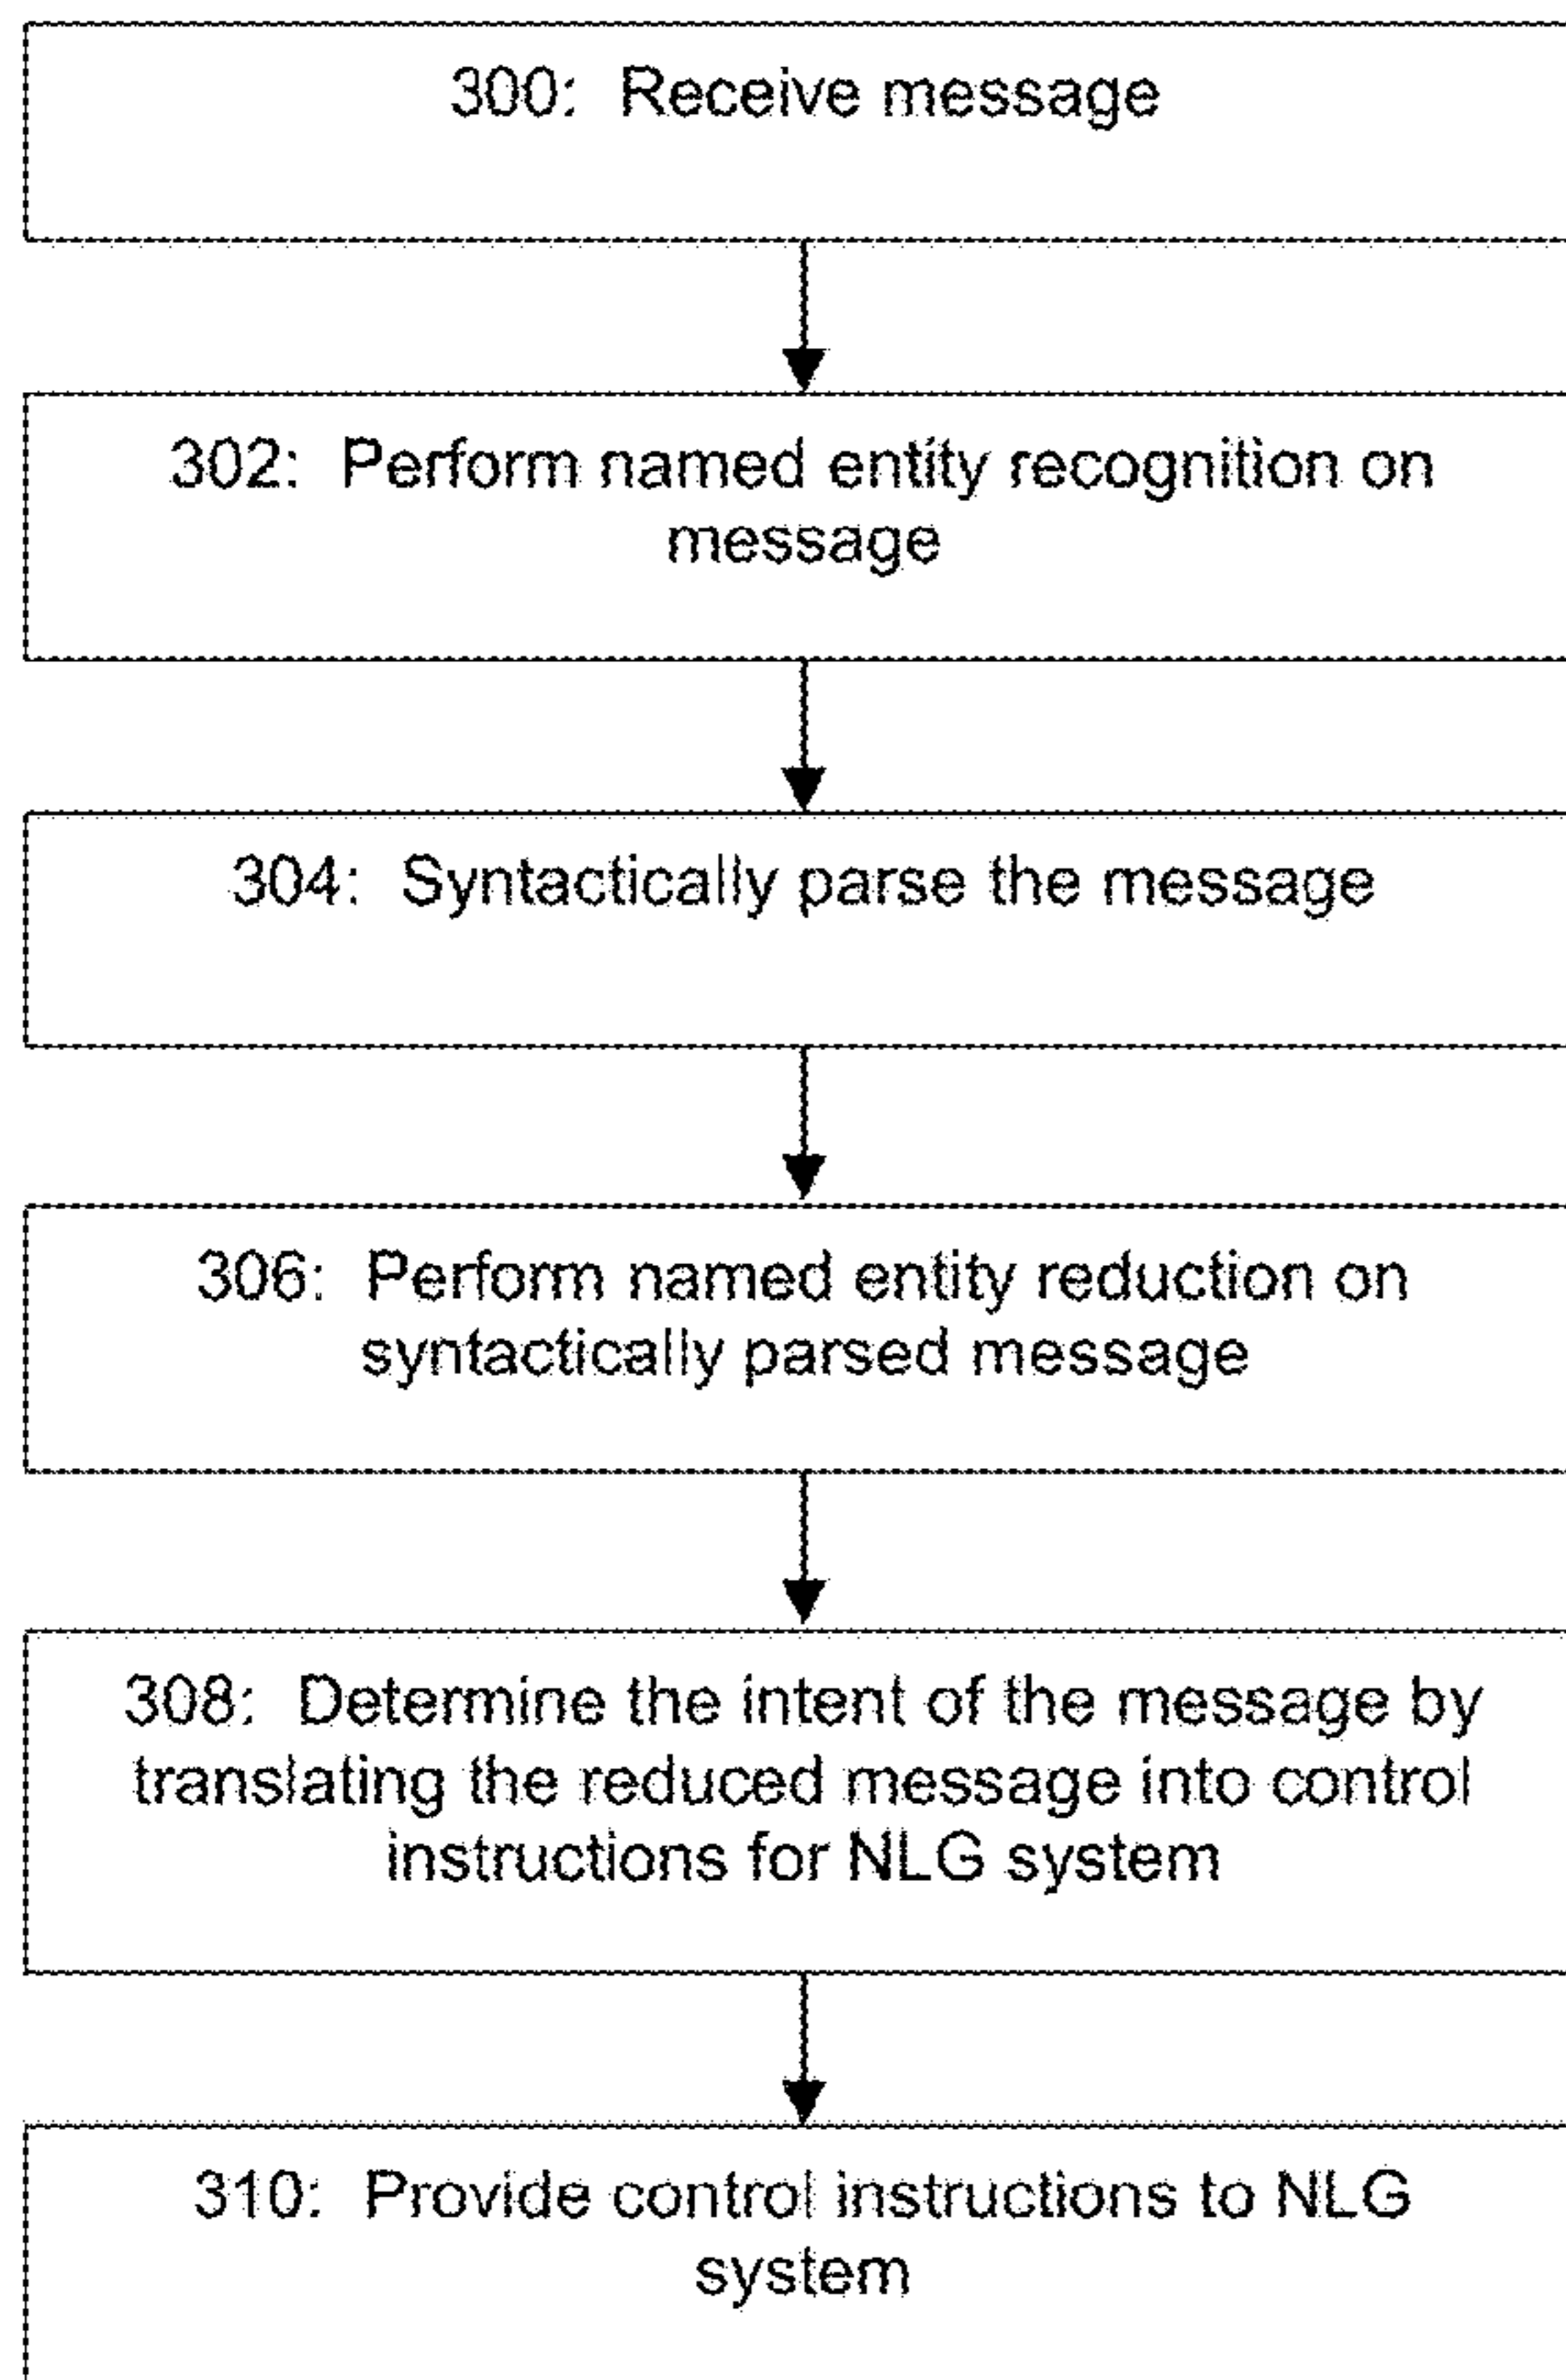 300: Receive message
302: Perform named entity recognition on
message
304: Syntactically parse the message
306: Perform named entity reduction on
syntactically parsed message
308: Determine the intent of the message by
translating the reduced message into control
instructions for NLG system
310: Provide control instructions to NLG
system